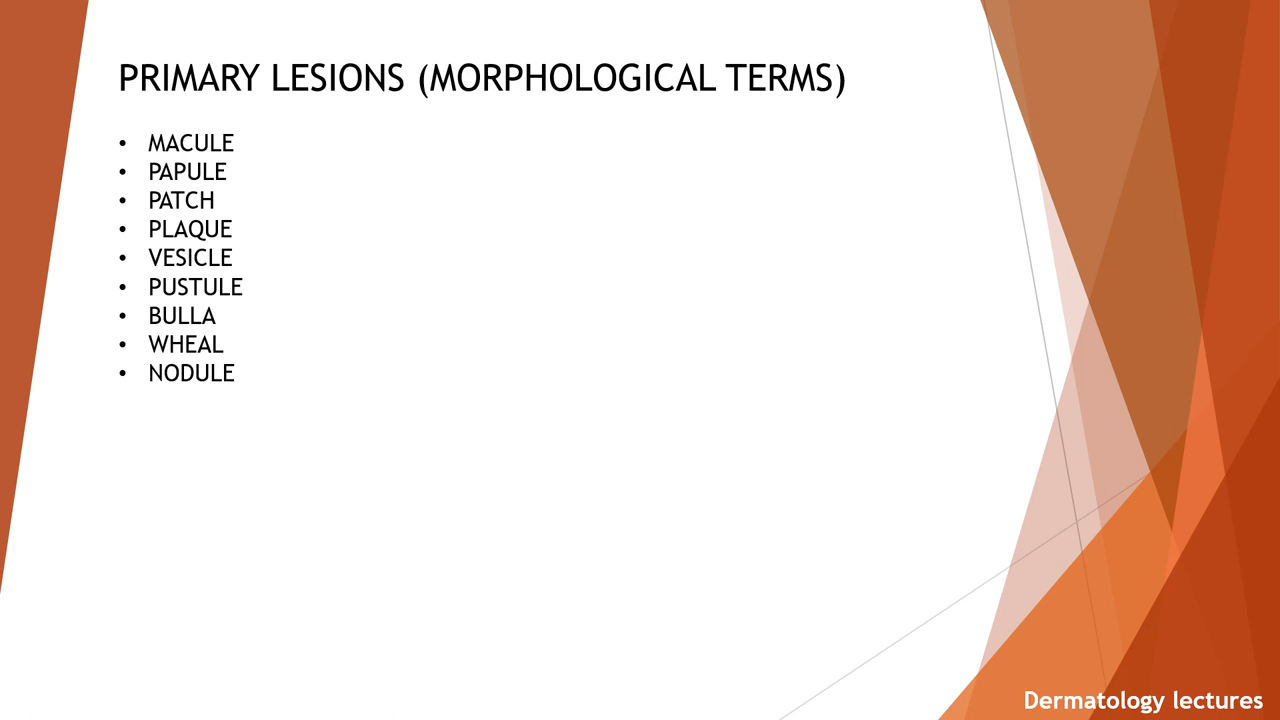 PRIMARY LESIONS (MORPHOLOGICAL TERMS)
• MACULE
• PAPULE
• PATCH
• PLAQUE
• VESICLE
• PUSTULE
• BULLA
• WHEAL
• NODULE
Dermatology lectures